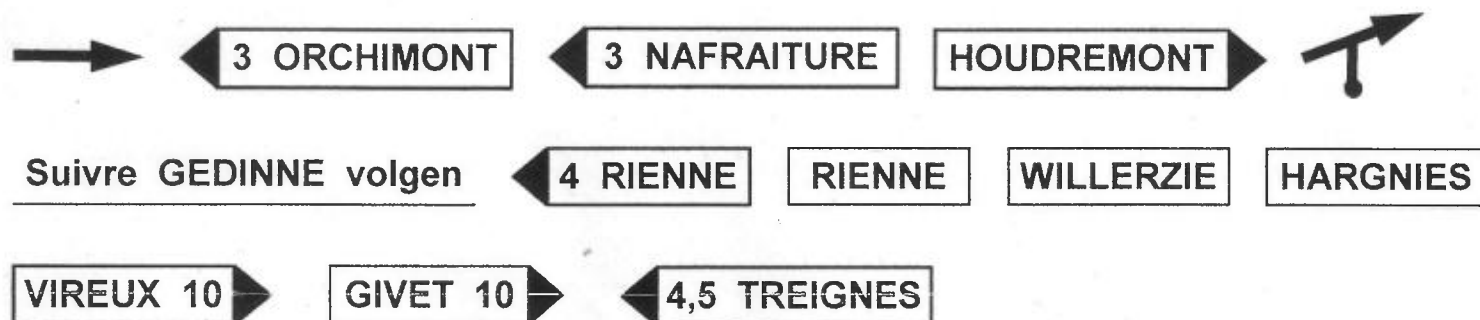 3 ORCHIMONT 3 NAFRAITURE HOUDREMONT
Suivre GEDINNE volgen 4 RIENNE RIENNE WILLERZIE HARGNIES
VIREUX 10 GIVET 10 4,5 TREIGNES